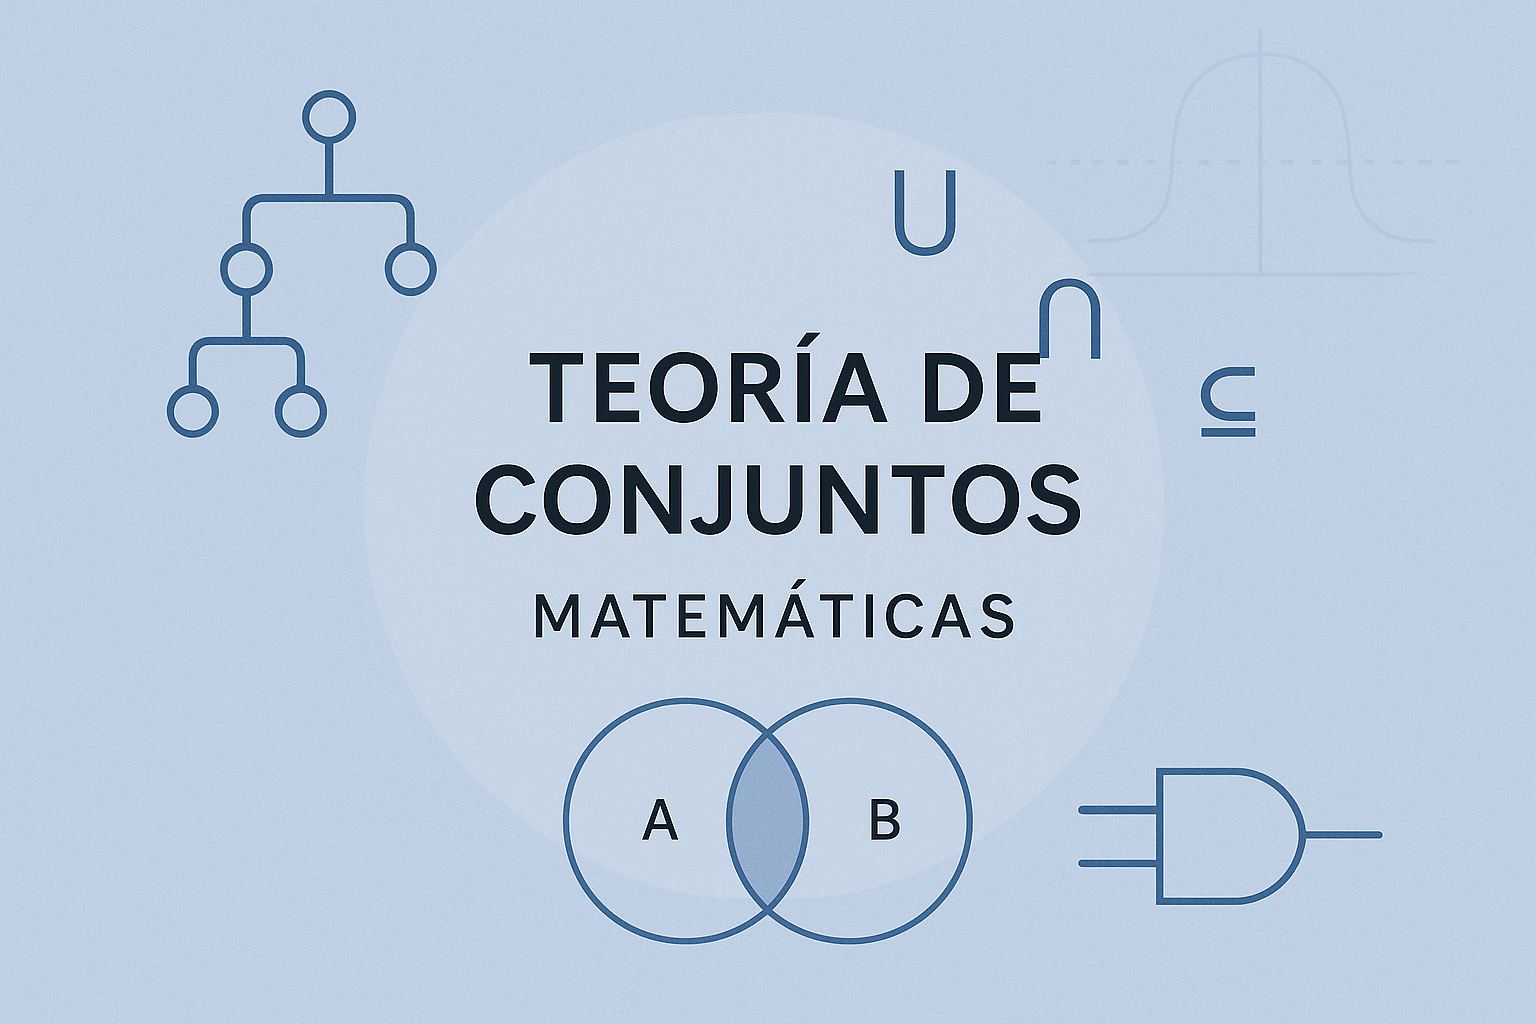 ∪
∩
⊆
TEORÍA DE
CONJUNTOS
MATEMÁTICAS
A B